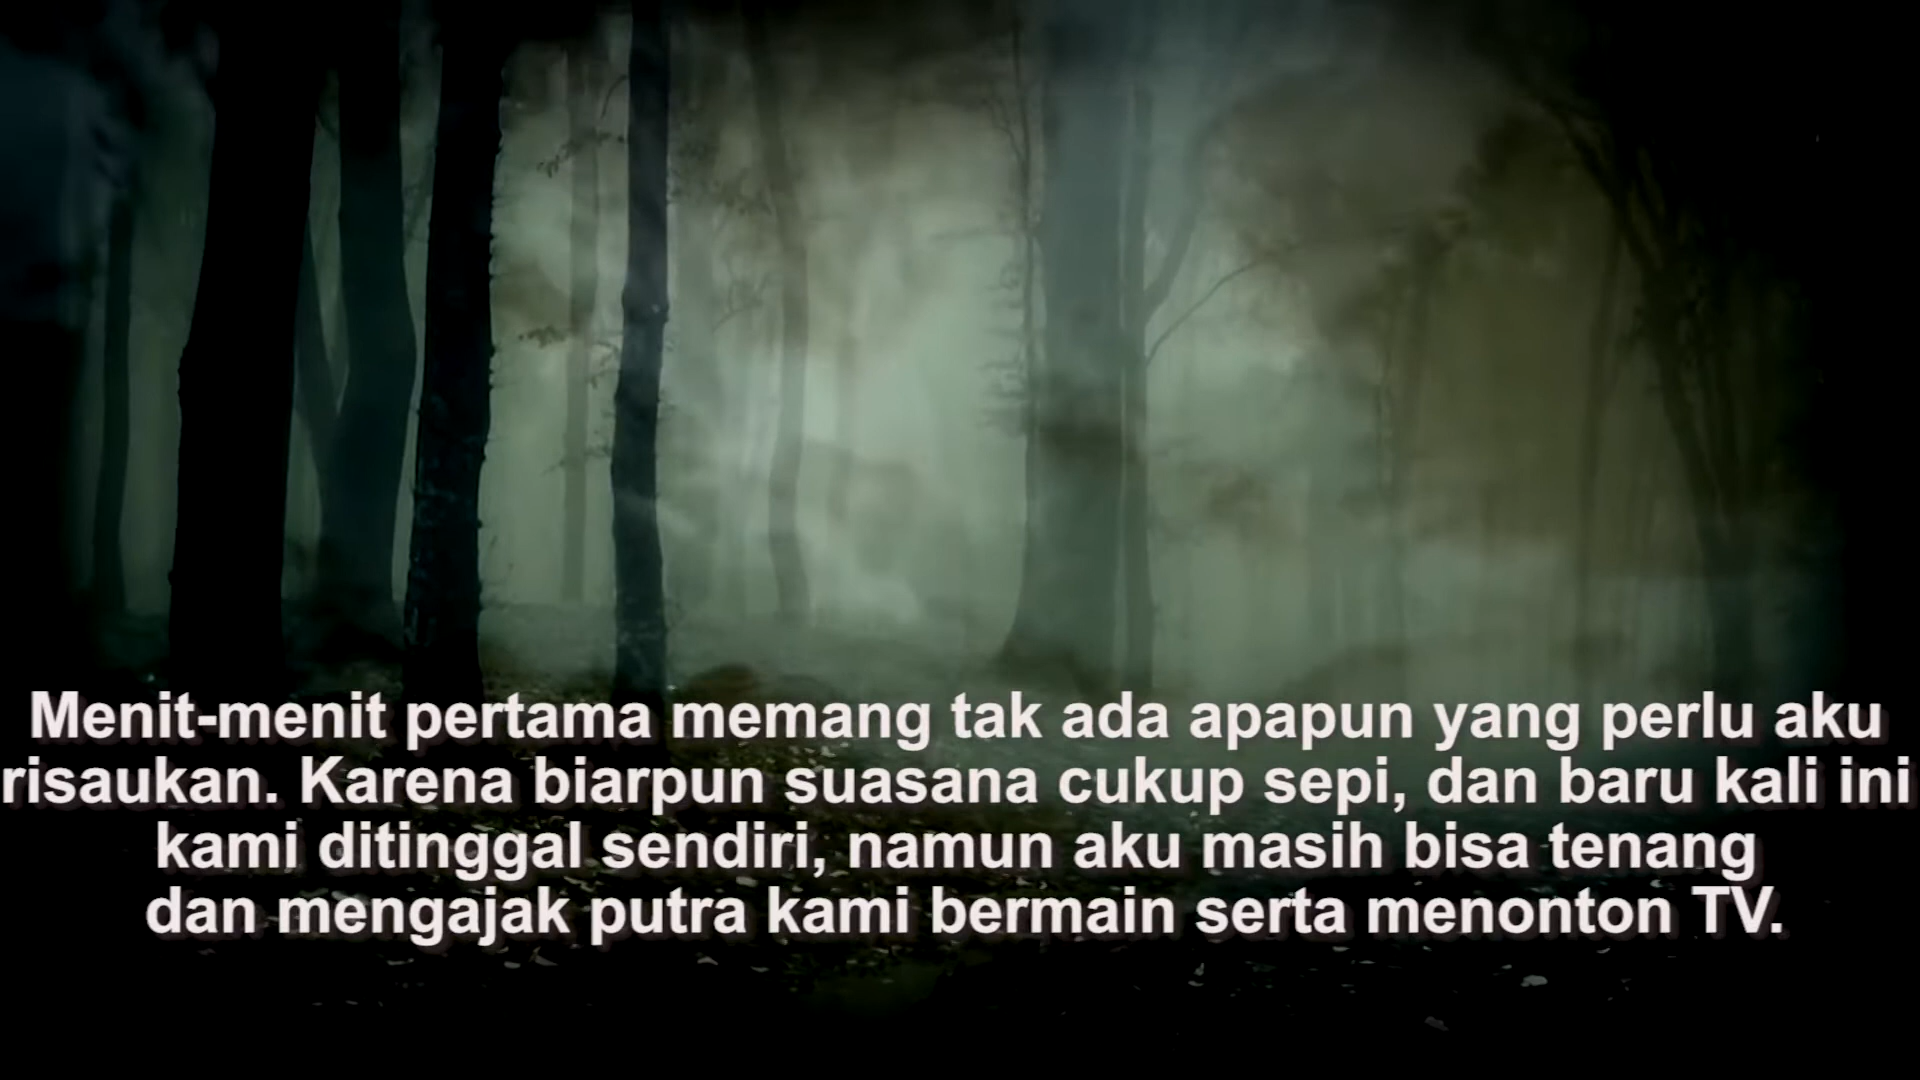 Menit-menit pertama memang tak ada apapun yang perlu aku
risaukan. Karena biarpun suasana cukup sepi, dan baru kali ini
kami ditinggal sendiri, namun aku masih bisa tenang
dan mengajak putra kami bermain serta menonton TV.